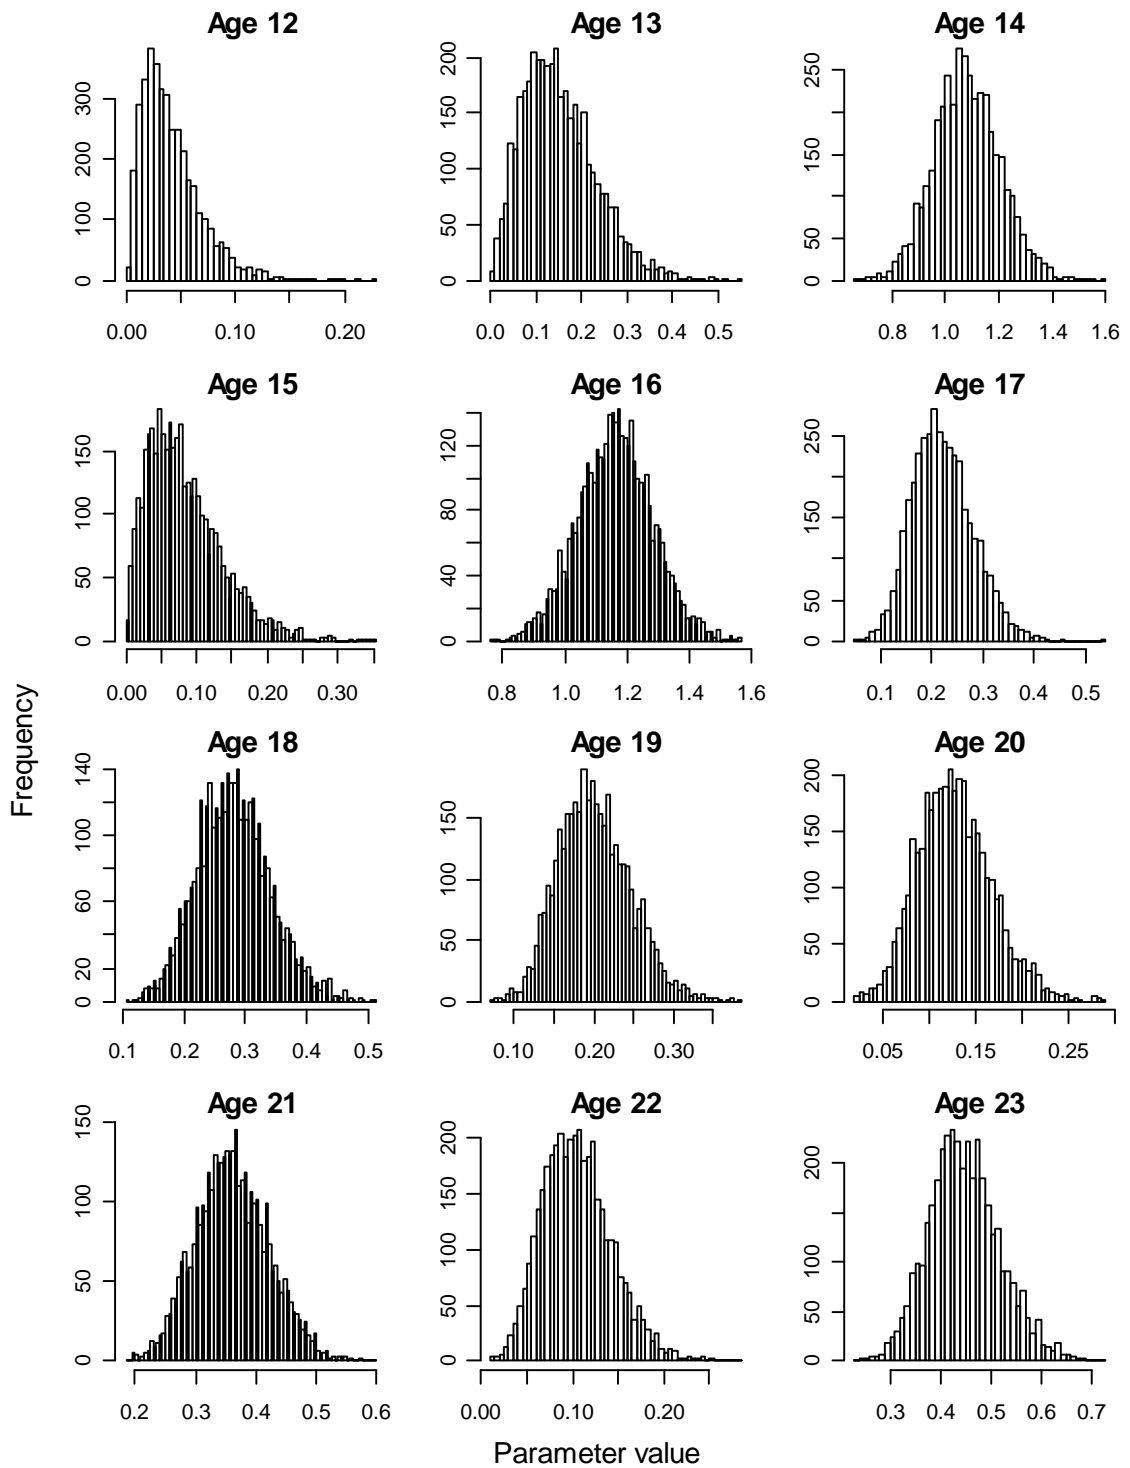 Age 12 Age 13 Age 14
0 100 200 300
0.00 0.10 0.20
0 50 100 150 200
0.0 0.1 0.2 0.3 0.4 0.5
0 50 150 250
0.8 1.0 1.2 1.4 1.6
Age 15 Age 16 Age 17
0 50 100 150
0.00 0.10 0.20 0.30
0 40 80 120
0.8 1.0 1.2 1.4 1.6
0 50 150 250
0.1 0.2 0.3 0.4 0.5
Frequency
Age 18 Age 19 Age 20
0 20 60 100 140
0.1 0.2 0.3 0.4 0.5
0 50 100 150
0.10 0.20 0.30
0 50 100 150 200
0.05 0.15 0.25
Age 21 Age 22 Age 23
0 50 100 150
0.2 0.3 0.4 0.5 0.6
0 50 100 150 200
0.00 0.10 0.20
0 50 100 200
0.3 0.4 0.5 0.6 0.7
Parameter value